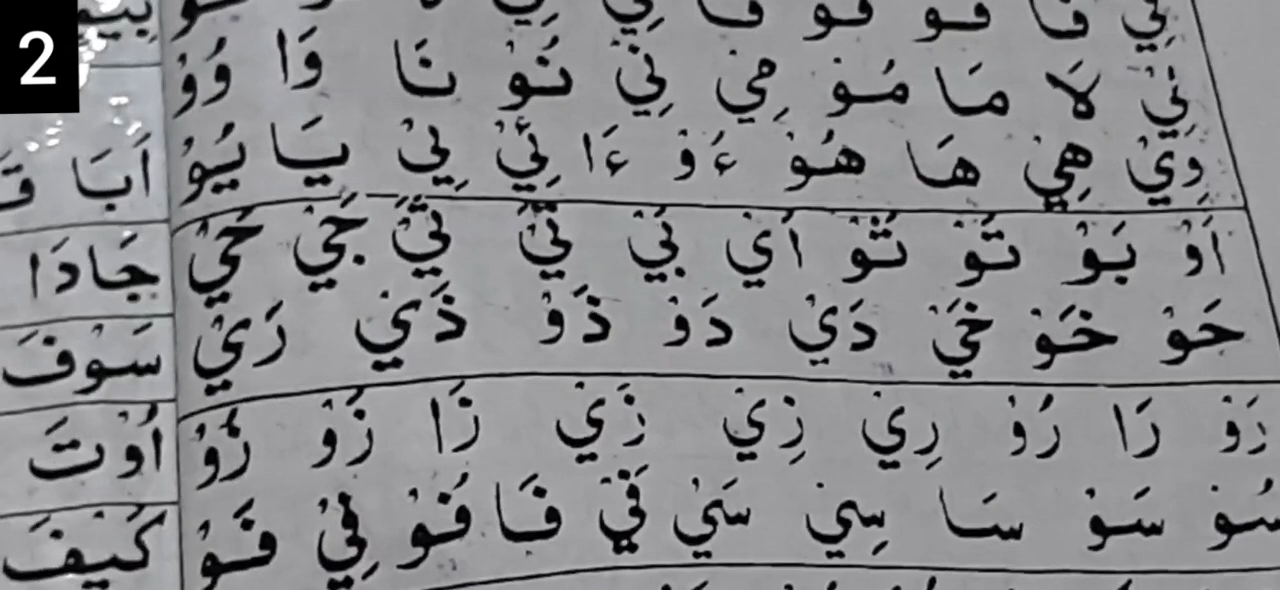 2
لِيْ لَا مَا مُوْ مِيْ نِيْ نُوْ نَا وَا وُوْ
وِيْ هِيْ هَا هُوْ ءُوْ ءَا ئِيْ يِيْ يَا يُوْ اَبَا
اَوْ بَوْ تَوْ ثَوْ اَيْ بَيْ تَيْ ثَيْ جَيْ حَيْ جَادَا
حَوْ خَوْ خَيْ دَيْ دَوْ ذَوْ ذَيْ رَيْ سَوْفَ
رَوْ رَا رُوْ رِيْ زِيْ زَيْ زَا زُوْ زَوْ اُوْتَ
سُوْ سَوْ سَا سِيْ سَيْ فَيْ فَا فُوْ فِيْ فَوْ كَيْفَ